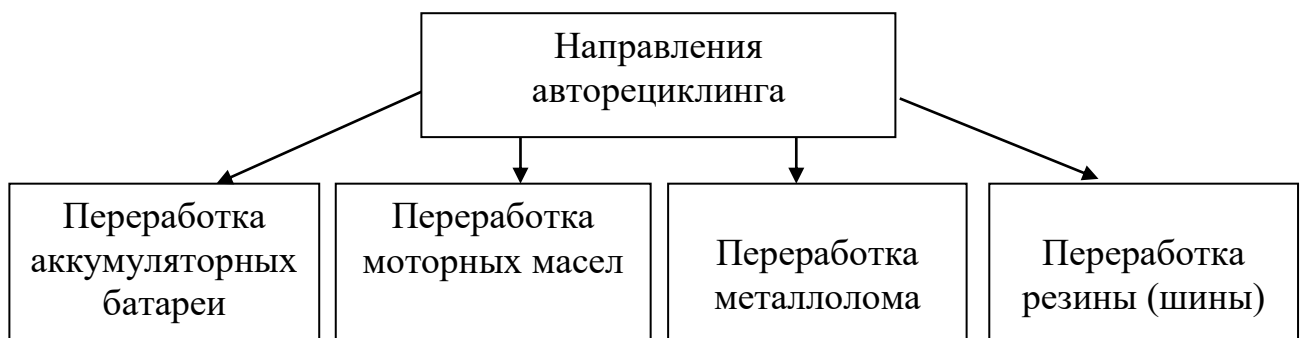 Направления
авторециклинга
Переработка
аккумуляторных
батареи
Переработка
моторных масел
Переработка
металлолома
Переработка
резины (шины)